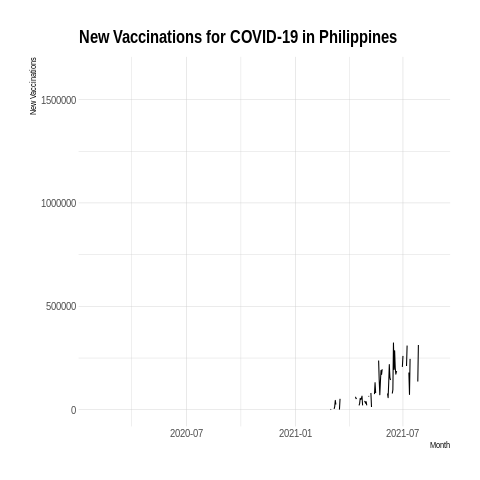 New Vaccinations for COVID-19 in Philippines
New Vaccinations
1500000
1000000
500000
0
2020-07
2021-01
2021-07
Month